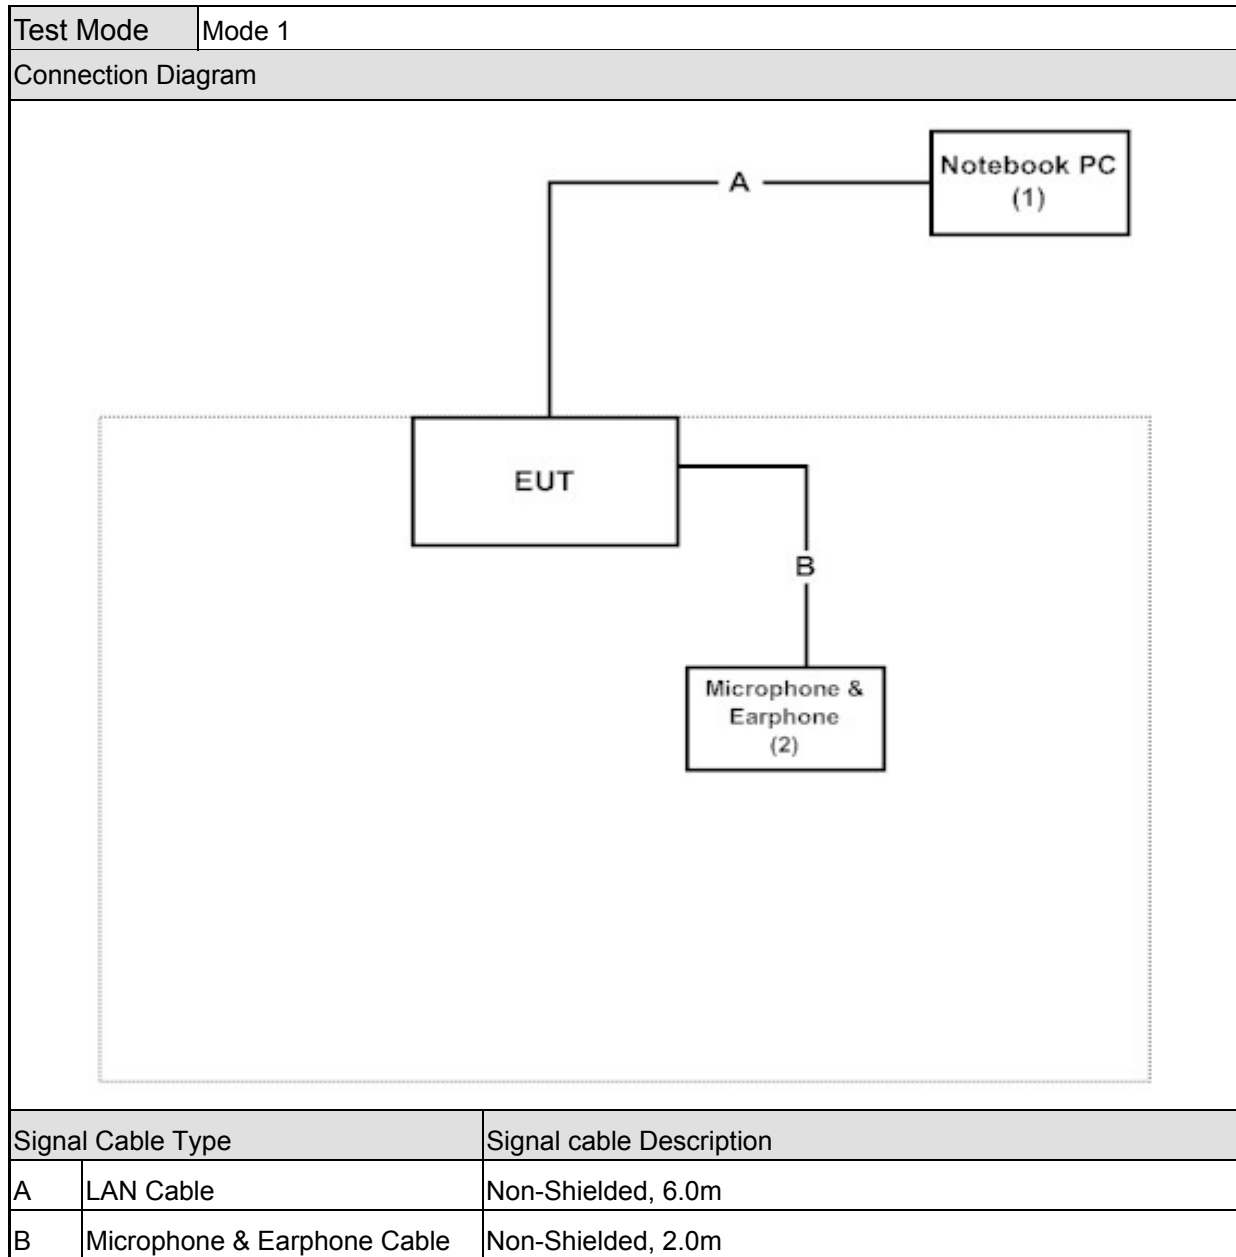 Test Mode Mode 1
Connection Diagram
Notebook PC
(1)
A
EUT
B
Microphone &
Earphone
(2)
Signal Cable Type Signal cable Description
A LAN Cable Non-Shielded, 6.0m
B Microphone & Earphone Cable Non-Shielded, 2.0m